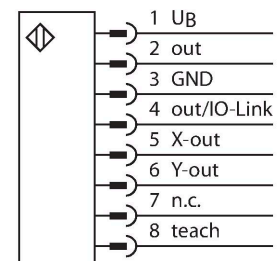 1 UB
2 out
3 GND
4 out/IO-Link
5 X-out
6 Y-out
7 n.c.
8 teach